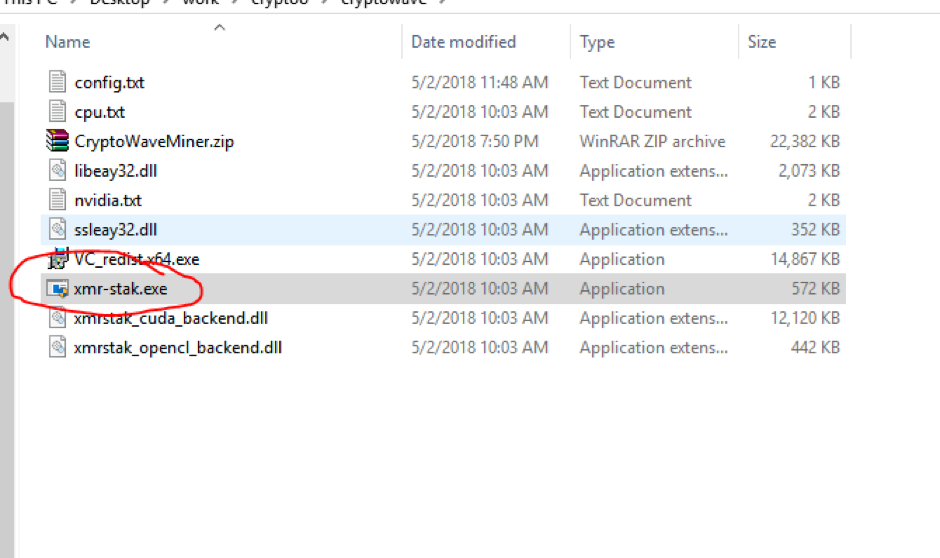 This PC > Desktop > work > crypto6 > cryptowave >
Name Date modified Type Size
config.txt 5/2/2018 11:48 AM Text Document 1 KB
cpu.txt 5/2/2018 10:03 AM Text Document 2 KB
CryptoWaveMiner.zip 5/2/2018 7:50 PM WinRAR ZIP archive 22,382 KB
libeay32.dll 5/2/2018 10:03 AM Application extens... 2,073 KB
nvidia.txt 5/2/2018 10:03 AM Text Document 2 KB
ssleay32.dll 5/2/2018 10:03 AM Application extens... 352 KB
VC_redist.x64.exe 5/2/2018 10:03 AM Application 14,867 KB
xmr-stak.exe 5/2/2018 10:03 AM Application 572 KB
xmrstak_cuda_backend.dll 5/2/2018 10:03 AM Application extens... 12,120 KB
xmrstak_opencl_backend.dll 5/2/2018 10:03 AM Application extens... 442 KB